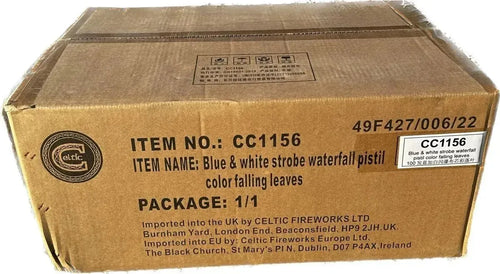 CC1156
Celtic
49F427/006/22
ITEM NO.: CC1156
ITEM NAME: Blue & white strobe waterfall pistil
color falling leaves
PACKAGE: 1/1
Imported into the UK by CELTIC FIREWORKS LTD
Burnham Yard, London End, Beaconsfield. HP9 2JH.UK.
Imported into EU by: Celtic Fireworks Europe Ltd.
The Black Church, St Mary's Pl N, Dublin, D07 P4AX,Ireland
CC1156
Blue & white strobe waterfall
pistil color falling leaves